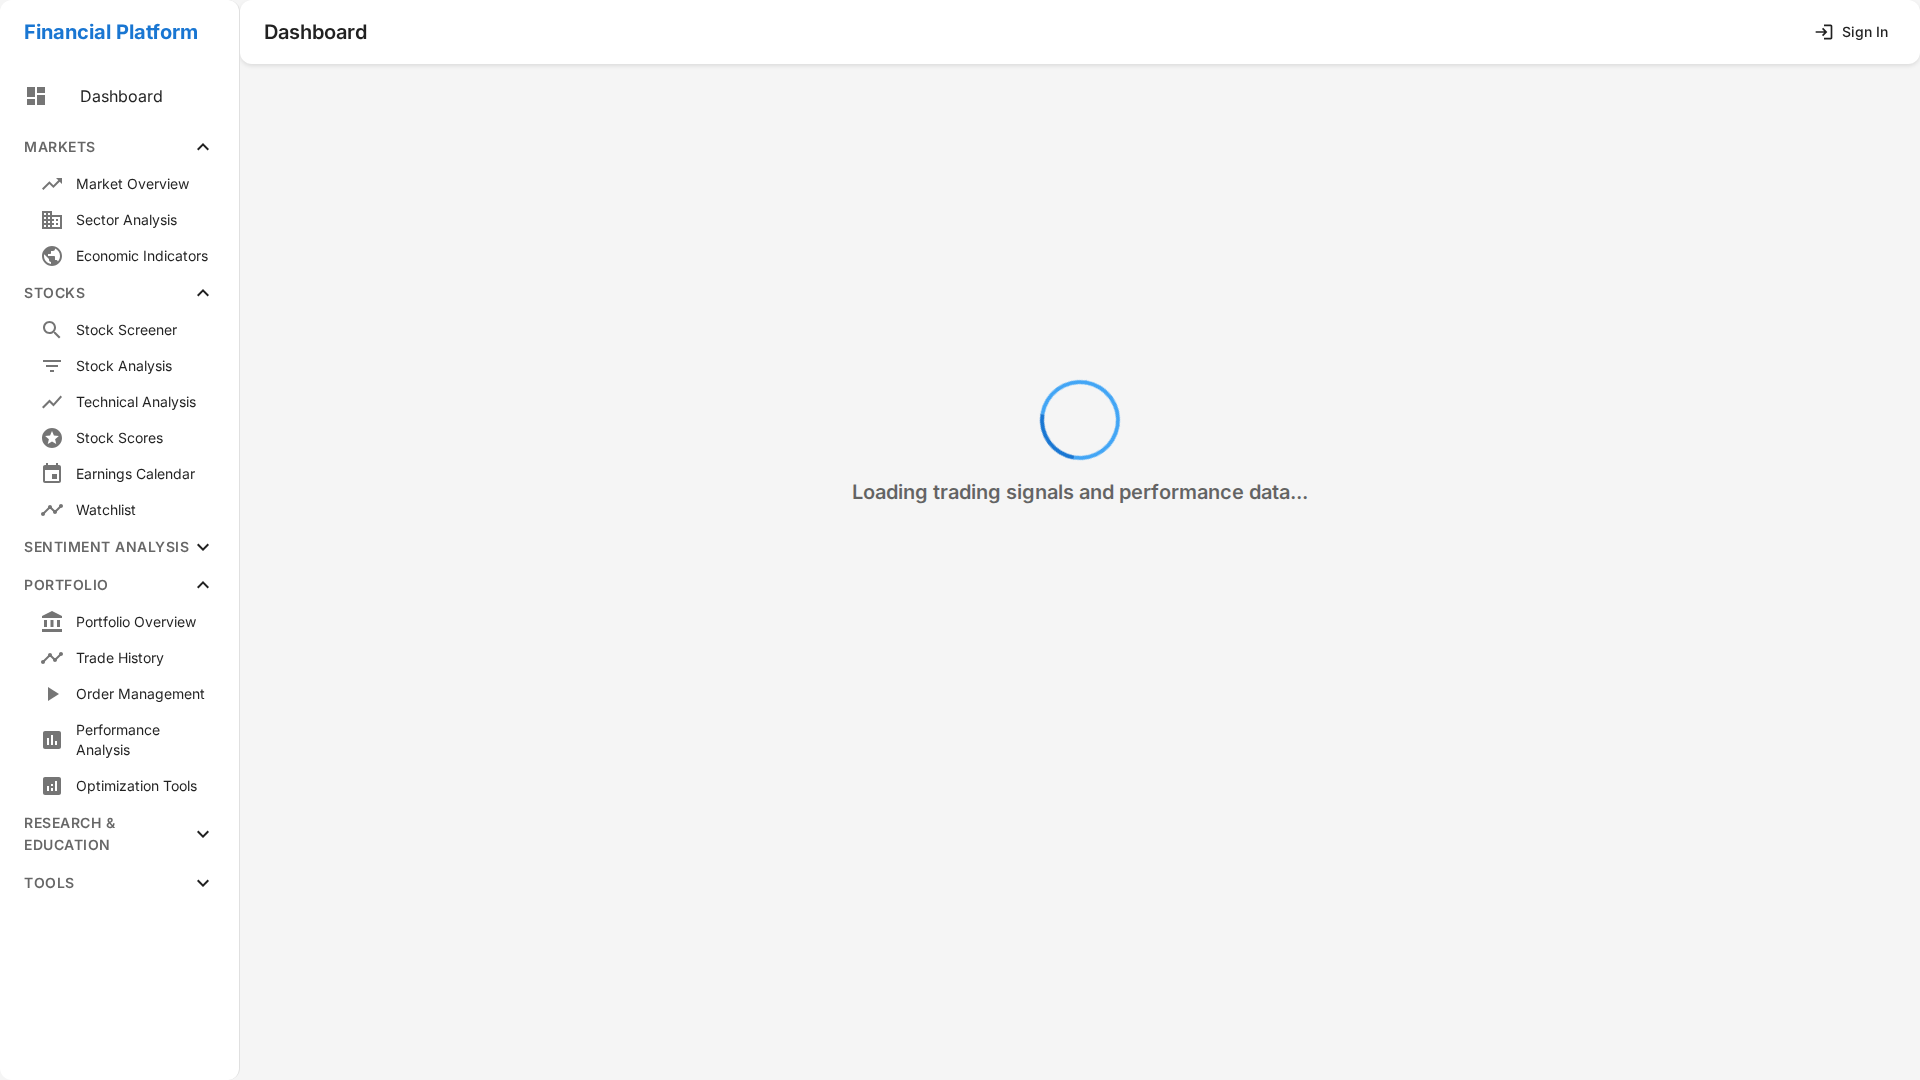 Financial Platform
Dashboard
MARKETS
Market Overview
Sector Analysis
Economic Indicators
STOCKS
Stock Screener
Stock Analysis
Technical Analysis
Stock Scores
Earnings Calendar
Watchlist
SENTIMENT ANALYSIS
PORTFOLIO
Portfolio Overview
Trade History
Order Management
Performance
Analysis
Optimization Tools
RESEARCH &
EDUCATION
TOOLS
Dashboard
Sign In
Loading trading signals and performance data...